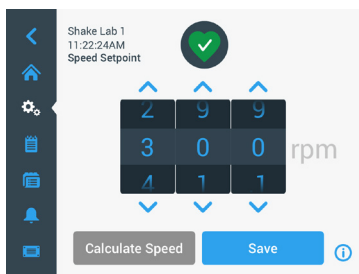 Shake Lab 1
11:22:24AM
Speed Setpoint
2 9 9
3 0 0 rpm
4 1 1
Calculate Speed Save